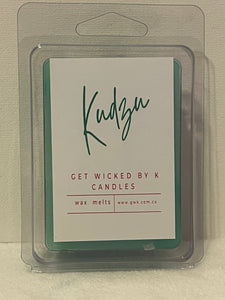 Kudzu
GET WICKED BY K
CANDLES
wax melts www.gwk.com.co